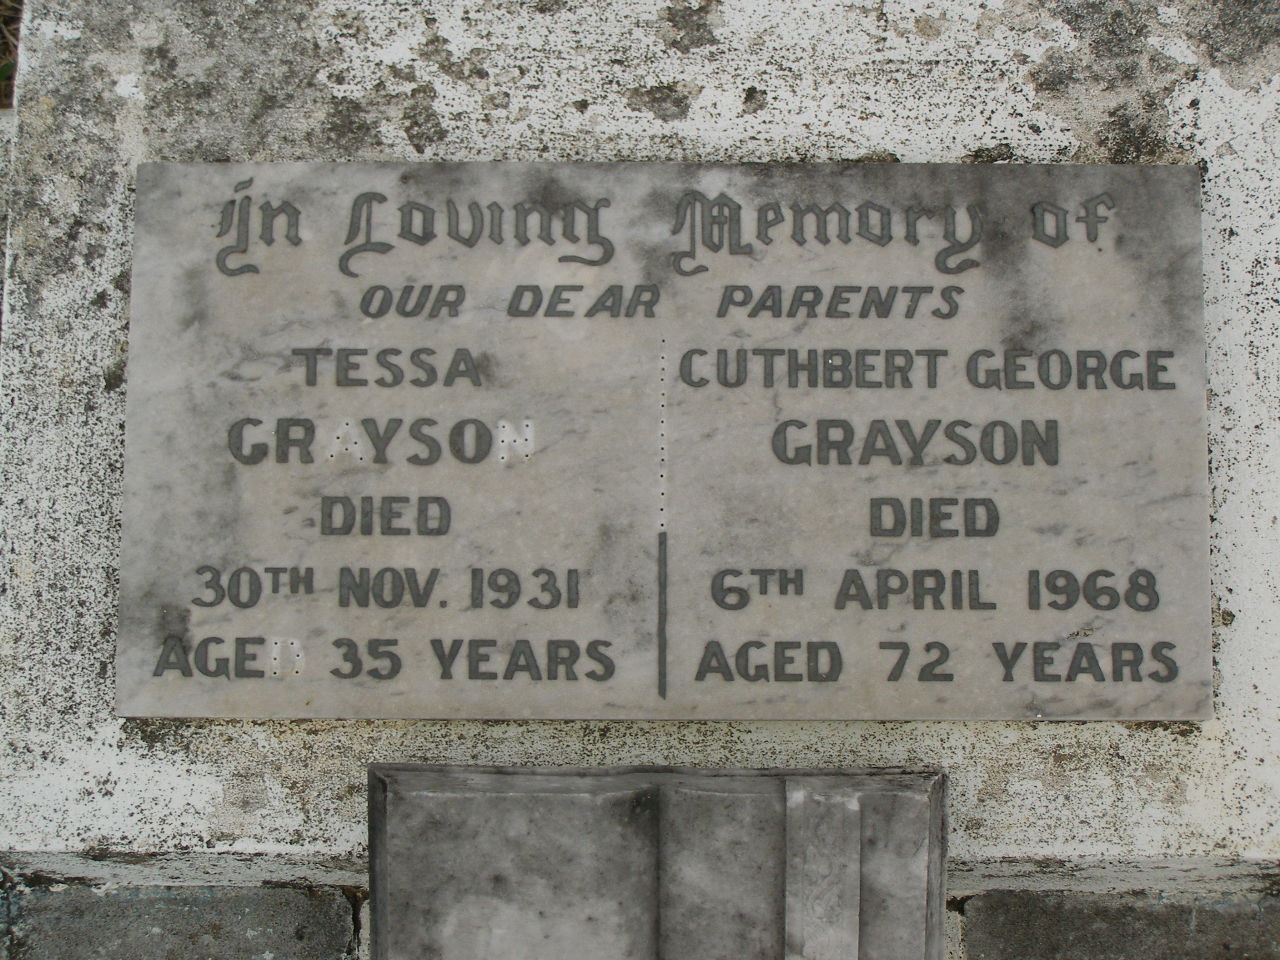 In Loving Memory of
OUR DEAR PARENTS
TESSA
GRAYSON
DIED
30TH NOV. 1931
AGED 35 YEARS
CUTHBERT GEORGE
GRAYSON
DIED
6TH APRIL 1968
AGED 72 YEARS